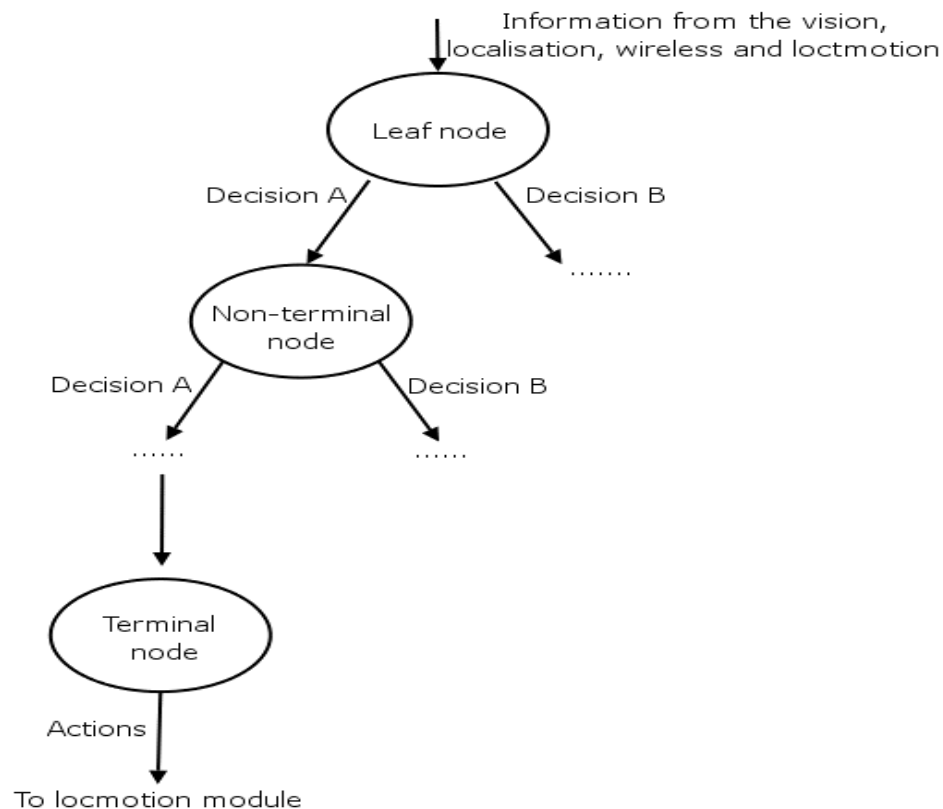 Information from the vision,
localisation, wireless and loctmotion
Leaf node
Decision A
Decision B
.......
Non-terminal
node
Decision A
Decision B
......
......
Terminal
node
Actions
To locmotion module